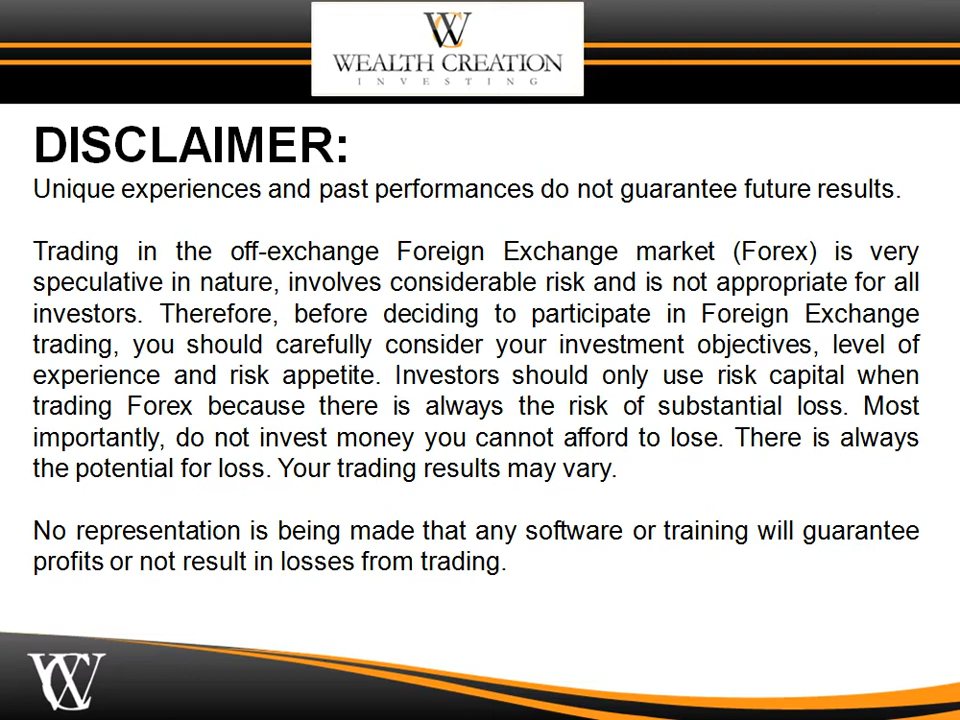 WC
WEALTH CREATION
INVESTING
DISCLAIMER:
Unique experiences and past performances do not guarantee future results.
Trading in the off-exchange Foreign Exchange market (Forex) is very
speculative in nature, involves considerable risk and is not appropriate for all
investors. Therefore, before deciding to participate in Foreign Exchange
trading, you should carefully consider your investment objectives, level of
experience and risk appetite. Investors should only use risk capital when
trading Forex because there is always the risk of substantial loss. Most
importantly, do not invest money you cannot afford to lose. There is always
the potential for loss. Your trading results may vary.
No representation is being made that any software or training will guarantee
profits or not result in losses from trading.
WC